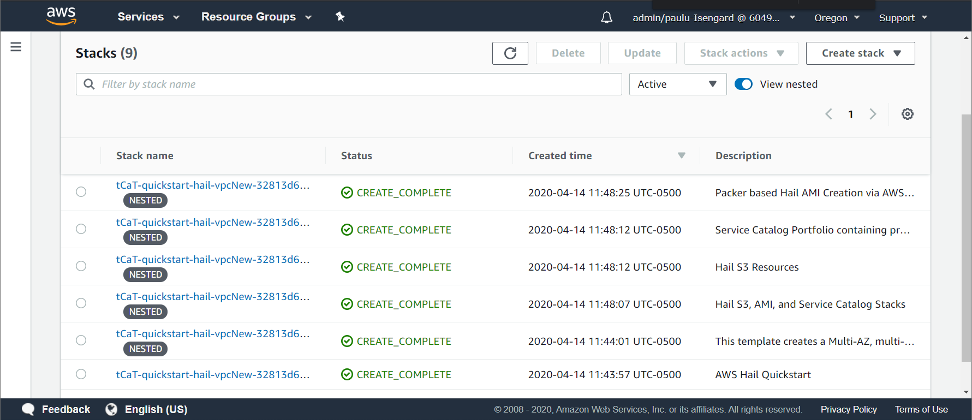 aws Services Resource Groups admin/paulu Isengard @ 6049... Oregon Support
Stacks (9) Delete Update Stack actions Create stack
Filter by stack name Active View nested
1
Stack name Status Created time Description
tCaT-quickstart-hail-vpcNew-32813d6... CREATE_COMPLETE 2020-04-14 11:48:25 UTC-0500 Packer based Hail AMI Creation via AWS...
NESTED
tCaT-quickstart-hail-vpcNew-32813d6... CREATE_COMPLETE 2020-04-14 11:48:12 UTC-0500 Service Catalog Portfolio containing pr...
NESTED
tCaT-quickstart-hail-vpcNew-32813d6... CREATE_COMPLETE 2020-04-14 11:48:12 UTC-0500 Hail S3 Resources
NESTED
tCaT-quickstart-hail-vpcNew-32813d6... CREATE_COMPLETE 2020-04-14 11:48:07 UTC-0500 Hail S3, AMI, and Service Catalog Stacks
NESTED
tCaT-quickstart-hail-vpcNew-32813d6... CREATE_COMPLETE 2020-04-14 11:44:01 UTC-0500 This template creates a Multi-AZ, multi-...
NESTED
tCaT-quickstart-hail-vpcNew-32813d6... CREATE_COMPLETE 2020-04-14 11:43:57 UTC-0500 AWS Hail Quickstart
Feedback English (US) © 2008 - 2020, Amazon Web Services, Inc. or its affiliates. All rights reserved. Privacy Policy Terms of Use